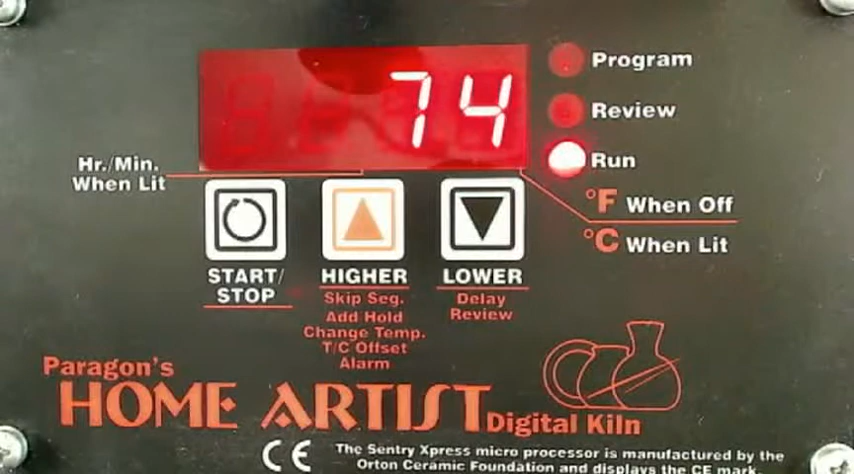 74
Program
Review
Run
Hr./Min.
When Lit
°F When Off
°C When Lit
START/
STOP
HIGHER
Skip Seg.
Add Hold
Change Temp.
T/C Offset
Alarm
LOWER
Delay
Review
Paragon's
HOME ARTIST Digital Kiln
CE The Sentry Xpress micro processor is manufactured by the
Orton Ceramic Foundation and displays the CE mark.